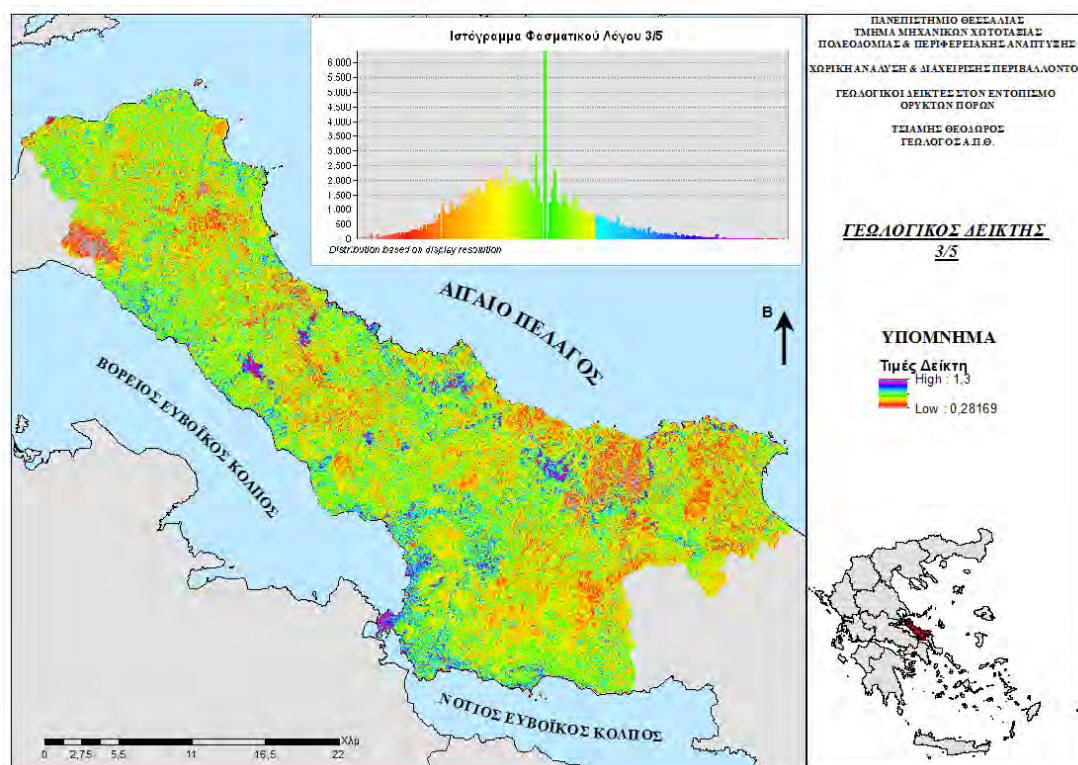 Ιστόγραμμα Φασματικού Λόγου 3/5
6.000
5.500
5.000
4.500
4.000
3.500
3.000
2.500
2.000
1.500
1.000
500
0
Distribution based on display resolution
ΑΙΓΑΙΟ ΠΕΛΑΓΟΣ
Β
ΒΟΡΕΙΟΣ ΕΥΒΟΪΚΟΣ ΚΟΛΠΟΣ
ΝΟΤΙΟΣ ΕΥΒΟΪΚΟΣ ΚΟΛΠΟΣ
0 2,75 5,5 11 16,5 22 Χλμ
ΠΑΝΕΠΙΣΤΗΜΙΟ ΘΕΣΣΑΛΙΑΣ
ΤΜΗΜΑ ΜΗΧΑΝΙΚΩΝ ΧΩΤΟΤΑΞΙΑΣ
ΠΟΛΕΟΔΟΜΙΑΣ & ΠΕΡΙΦΕΡΕΙΑΚΗΣ ΑΝΑΠΤΥΞΗΣ
ΧΩΡΙΚΗ ΑΝΑΛΥΣΗ & ΔΙΑΧΕΙΡΙΣΗΣ ΠΕΡΙΒΑΛΛΟΝΤΟ
ΓΕΩΛΟΓΙΚΟΙ ΔΕΙΚΤΕΣ ΣΤΟΝ ΕΝΤΟΠΙΣΜΟ
ΟΡΥΚΤΩΝ ΠΟΡΩΝ
ΤΣΙΑΜΗΣ ΘΕΟΔΩΡΟΣ
ΓΕΩΛΟΓΟΣ Α.Π.Θ.
ΓΕΩΛΟΓΙΚΟΣ ΔΕΙΚΤΗΣ
3/5
ΥΠΟΜΝΗΜΑ
Τιμές Δείκτη
High : 1,3
Low : 0,28169